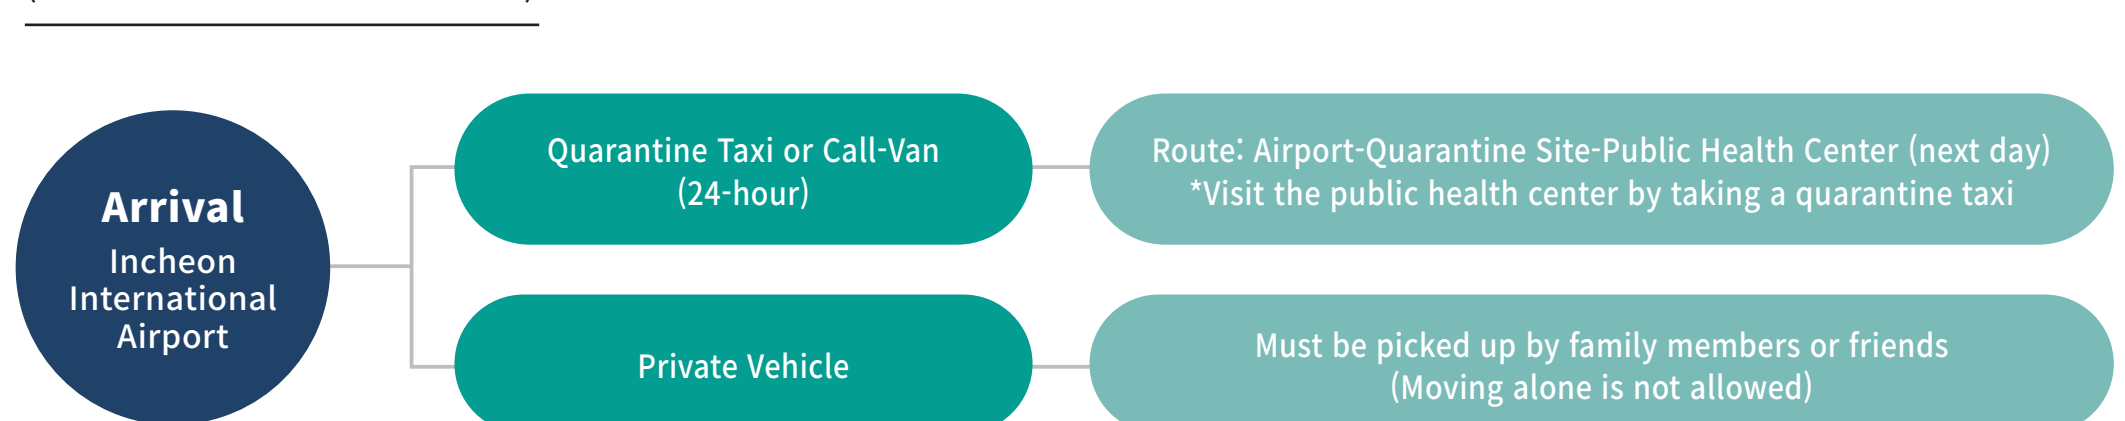 Arrival
Incheon
International
Airport
Quarantine Taxi or Call-Van
(24-hour)
Route: Airport-Quarantine Site-Public Health Center (next day)
*Visit the public health center by taking a quarantine taxi
Private Vehicle
Must be picked up by family members or friends
(Moving alone is not allowed)